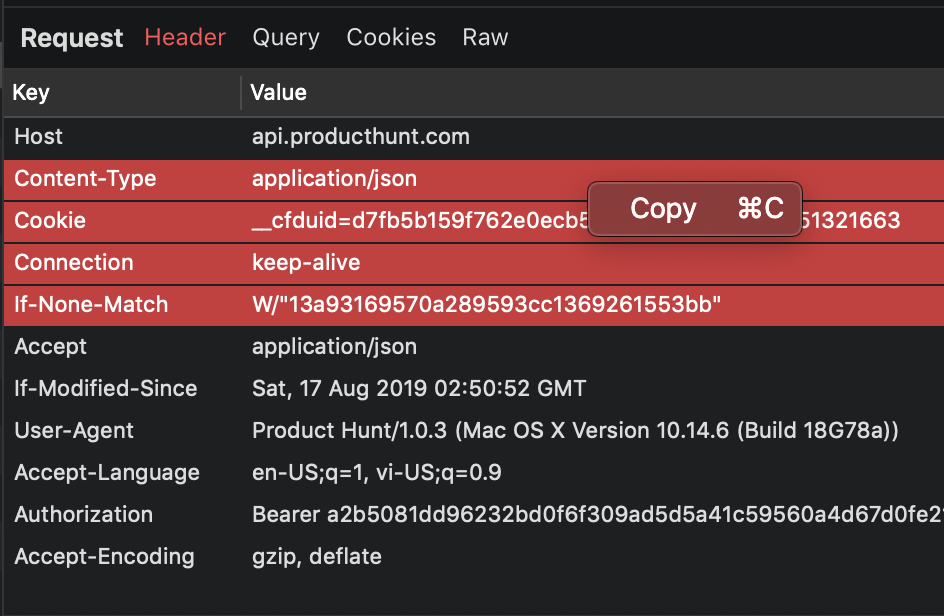 Request Header Query Cookies Raw
Key Value
Host api.producthunt.com
Content-Type application/json
Cookie __cfduid=d7fb5b159f762e0ecb5 51321663
Copy ⌘C
Connection keep-alive
If-None-Match W/"13a93169570a289593cc1369261553bb"
Accept application/json
If-Modified-Since Sat, 17 Aug 2019 02:50:52 GMT
User-Agent Product Hunt/1.0.3 (Mac OS X Version 10.14.6 (Build 18G78a))
Accept-Language en-US;q=1, vi-US;q=0.9
Authorization Bearer a2b5081dd96232bd0f6f309ad5d5a41c59560a4d67d0fe2
Accept-Encoding gzip, deflate